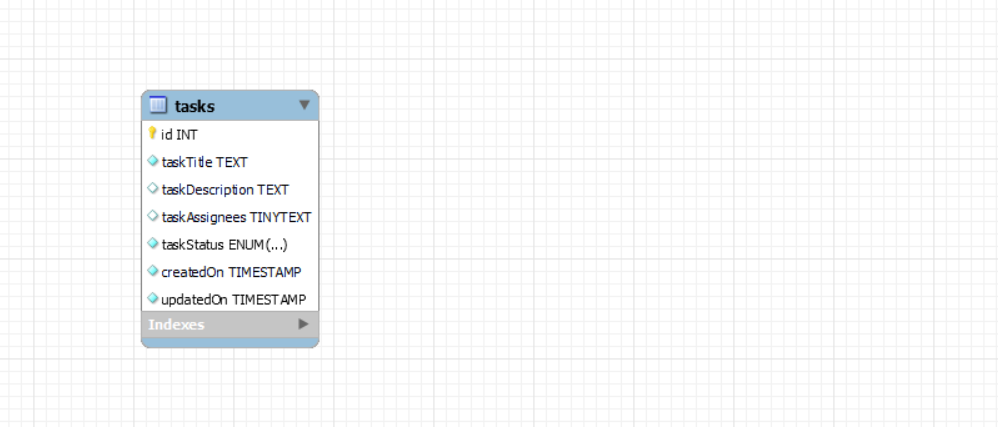 tasks
id INT
taskTitle TEXT
taskDescription TEXT
taskAssignees TINYTEXT
taskStatus ENUM(...)
createdOn TIMESTAMP
updatedOn TIMESTAMP
Indexes